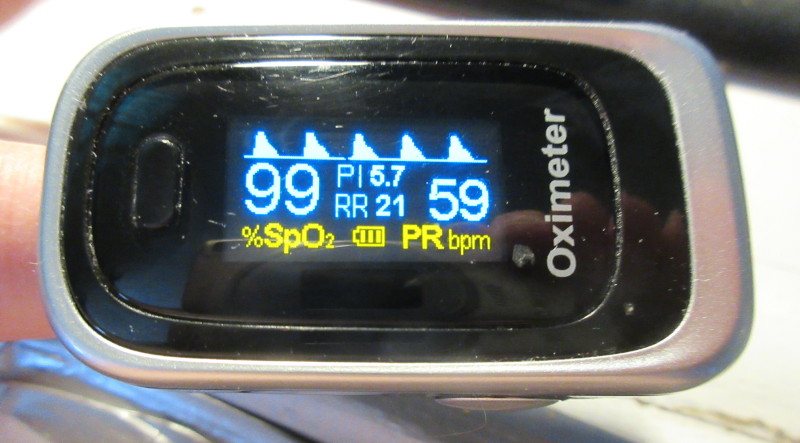 99 PI 5.7 59
RR 21
%SpO₂ PR bpm
Oximeter